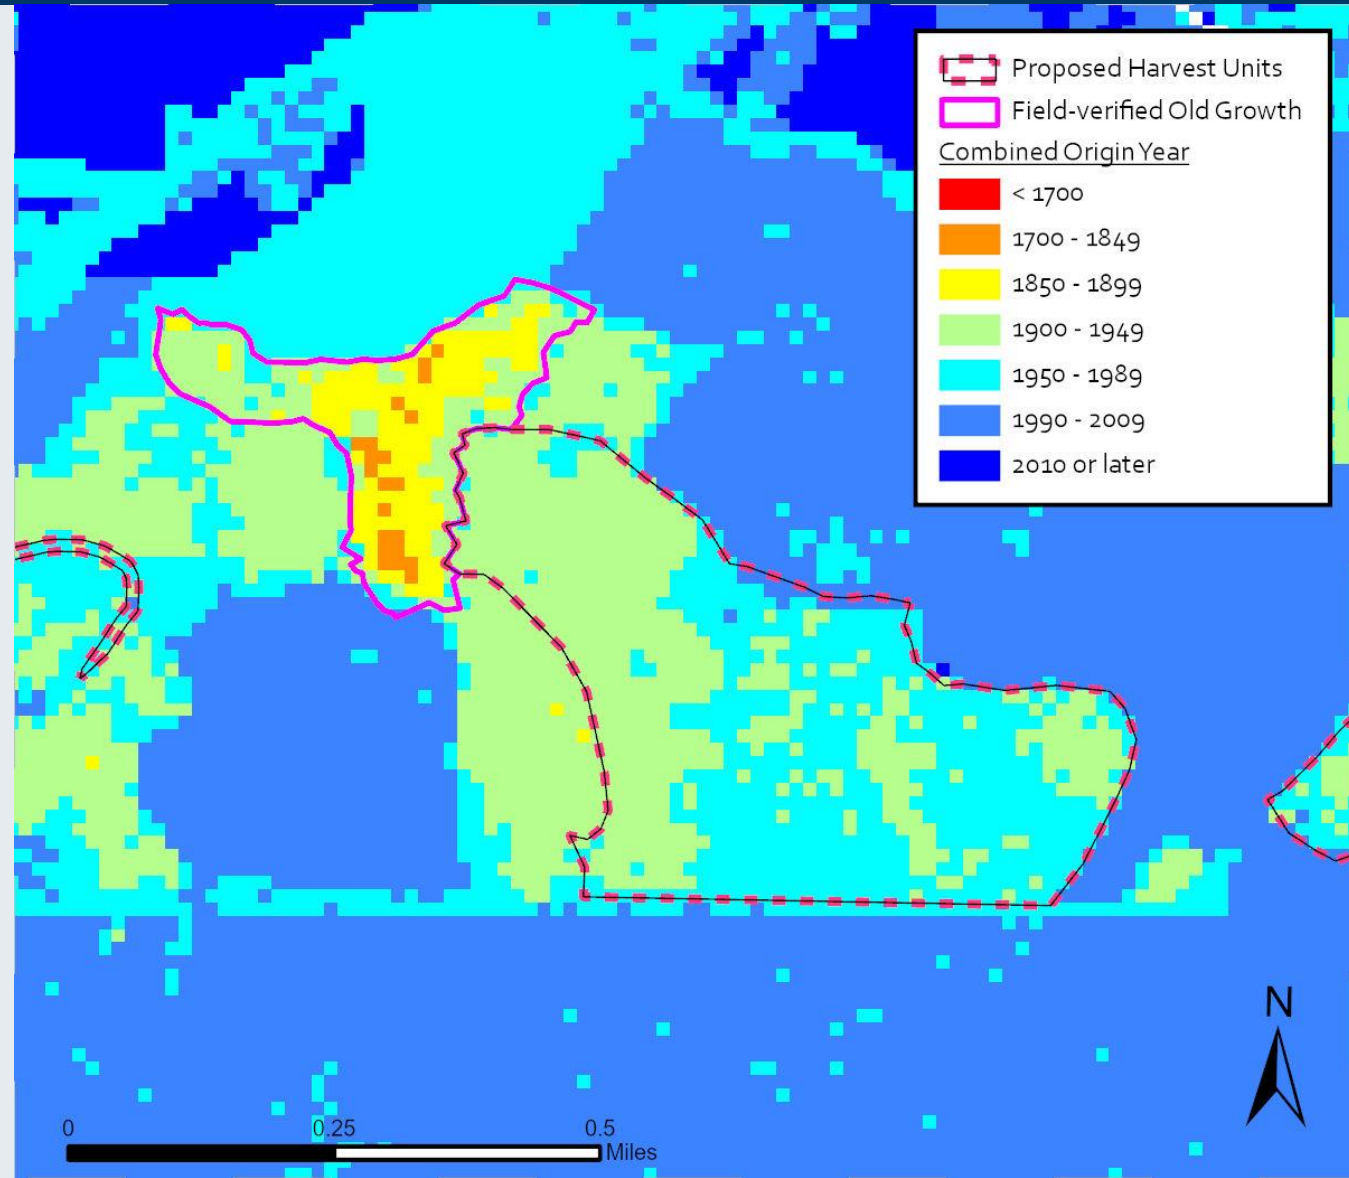 Proposed Harvest Units
Field-verified Old Growth
Combined Origin Year
< 1700
1700 - 1849
1850 - 1899
1900 - 1949
1950 - 1989
1990 - 2009
2010 or later
N
0 0.25 0.5
Miles